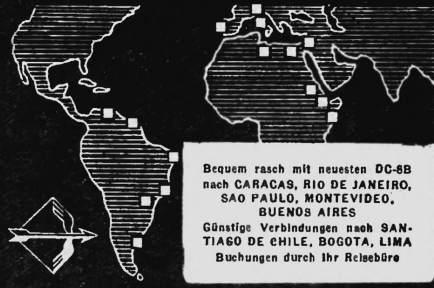 Bequem rasch mit neuesten DC-6B
nach CARACAS, RIO DE JANEIRO,
SAO PAULO, MONTEVIDEO,
BUENOS AIRES
Günstige Verbindungen nach SAN-
TIAGO DE CHILE, BOGOTA, LIMA
Buchungen durch Ihr Reisebüro